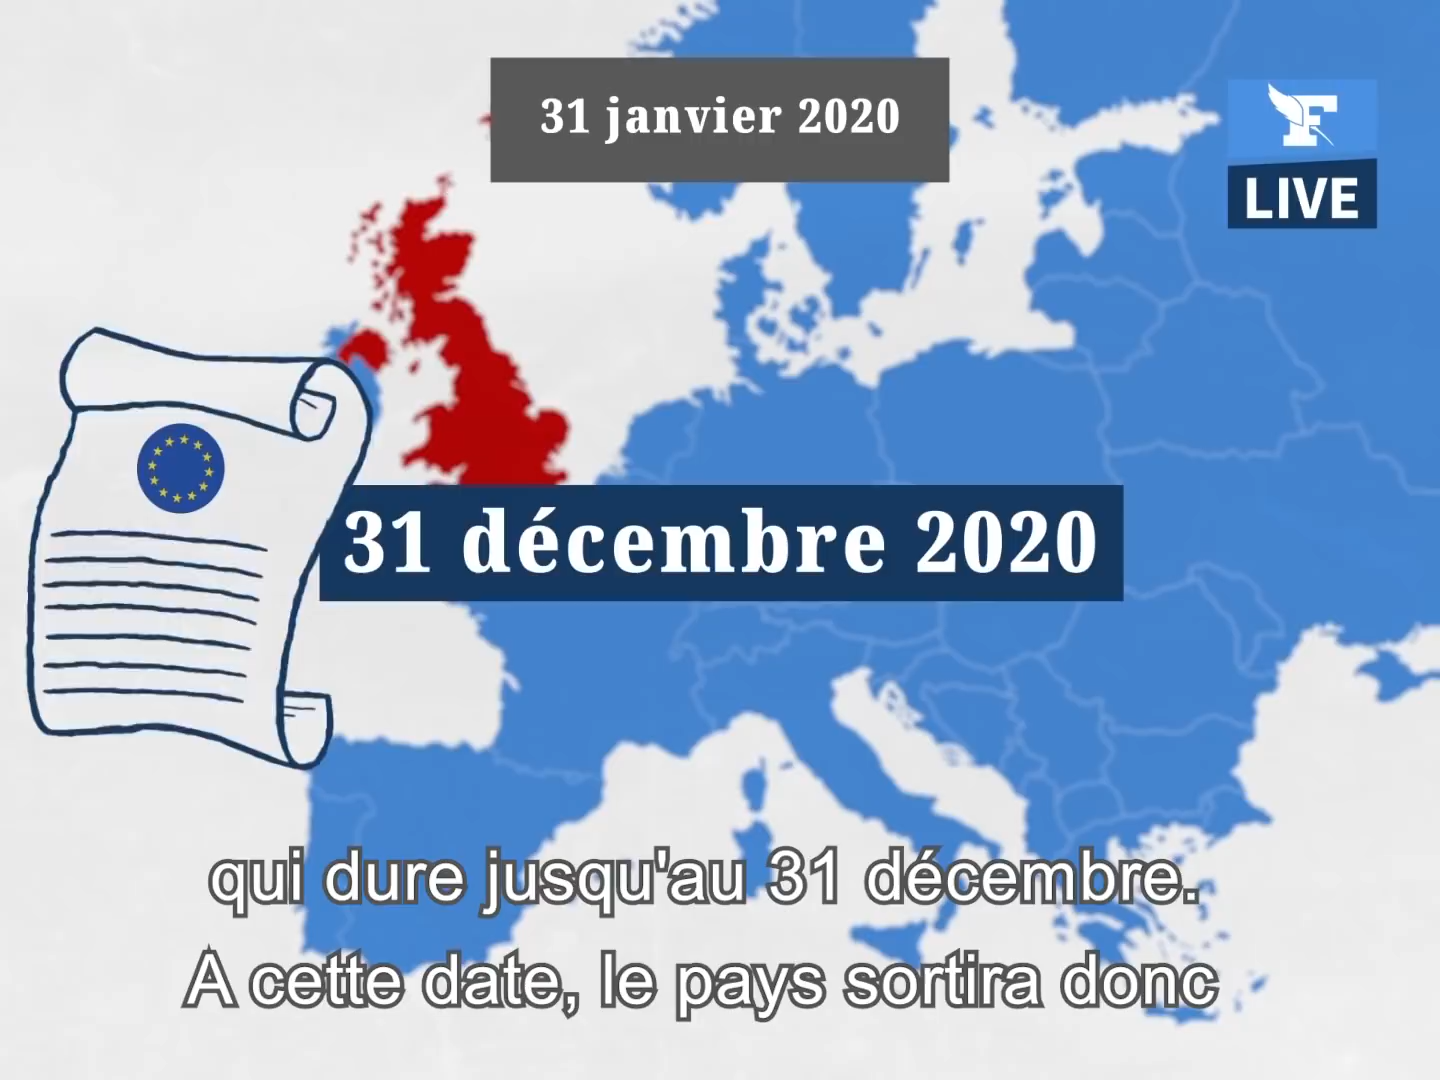 31 janvier 2020
F
LIVE
31 décembre 2020
qui dure jusqu'au 31 décembre.
A cette date, le pays sortira donc